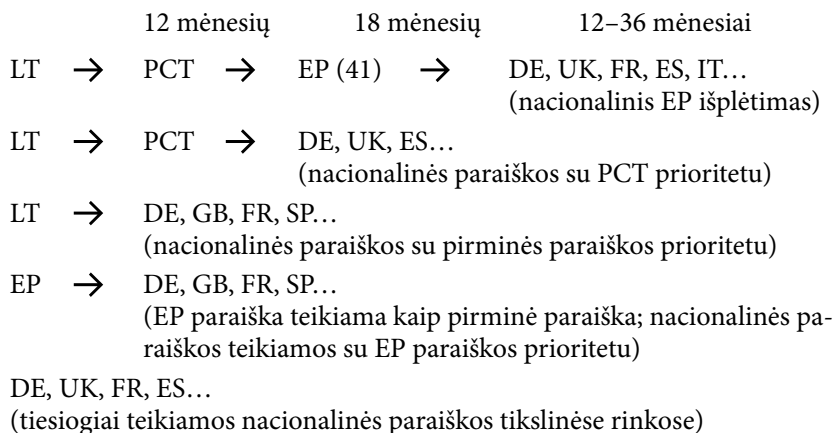 12 mėnesių 18 mėnesių 12–36 mėnesiai
LT → PCT → EP (41) → DE, UK, FR, ES, IT…
(nacionalinis EP išplėtimas)
LT → PCT → DE, UK, ES…
(nacionalinės paraiškos su PCT prioritetu)
LT → DE, GB, FR, SP…
(nacionalinės paraiškos su pirminės paraiškos prioritetu)
EP → DE, GB, FR, SP…
(EP paraiška teikiama kaip pirminė paraiška; nacionalinės pa-
raiškos teikiamos su EP paraiškos prioritetu)
DE, UK, FR, ES…
(tiesiogiai teikiamos nacionalinės paraiškos tikslinėse rinkose)